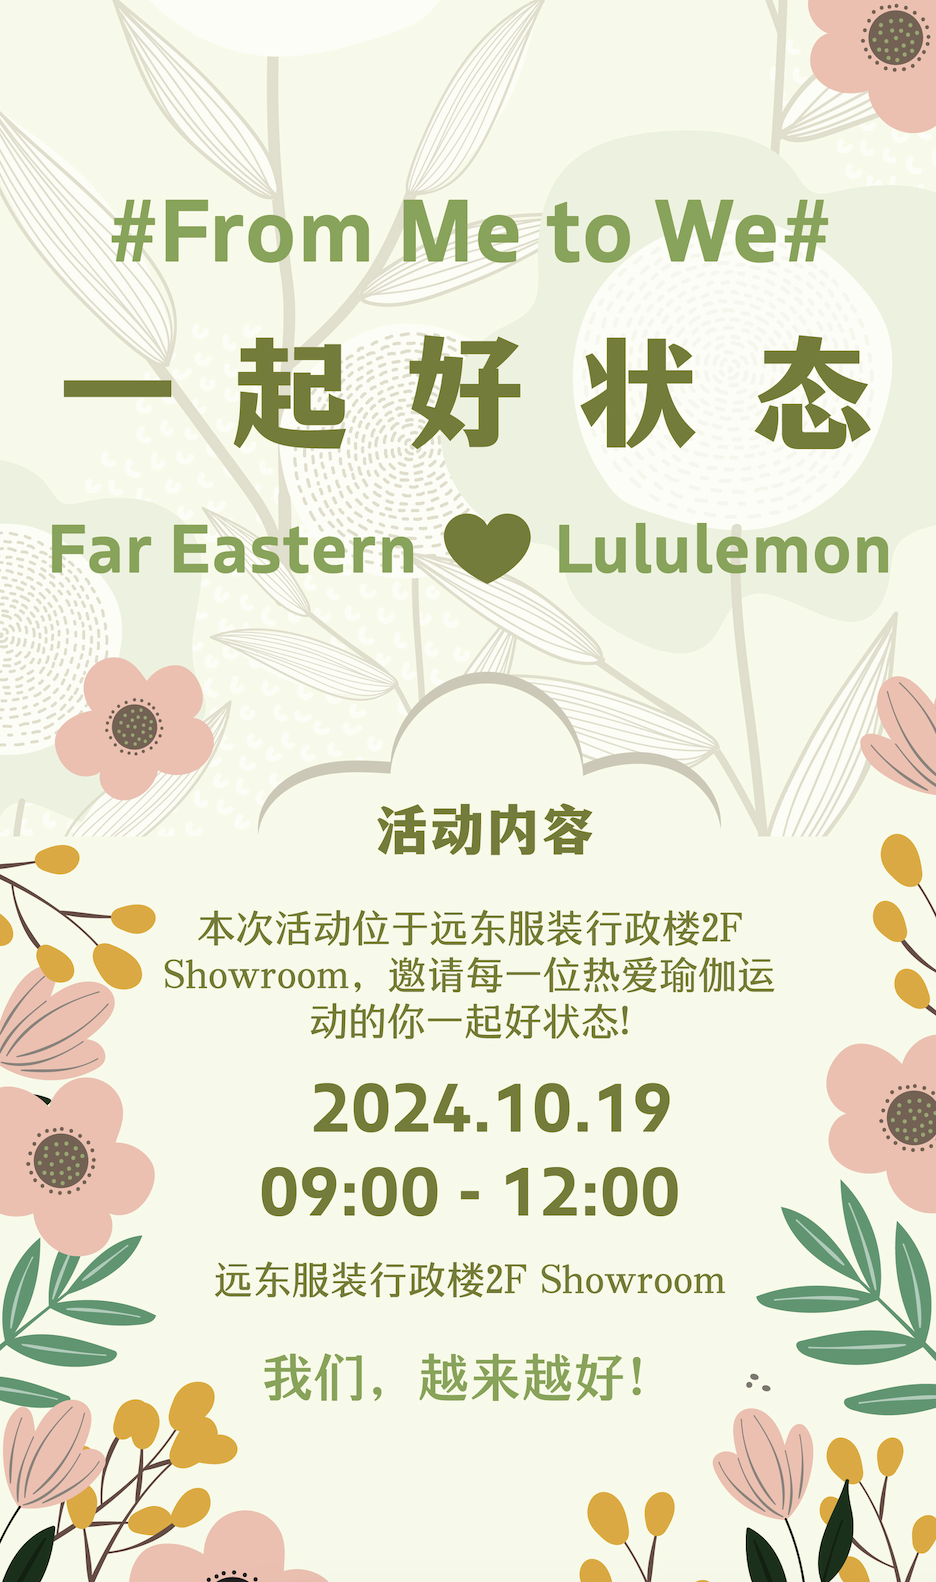 #From Me to We#
一起好状态
Far Eastern Lululemon
活动内容
本次活动位于远东服装行政楼2F
Showroom，邀请每一位热爱瑜伽运
动的你一起好状态!
2024.10.19
09:00 - 12:00
远东服装行政楼2F Showroom
我们，越来越好!